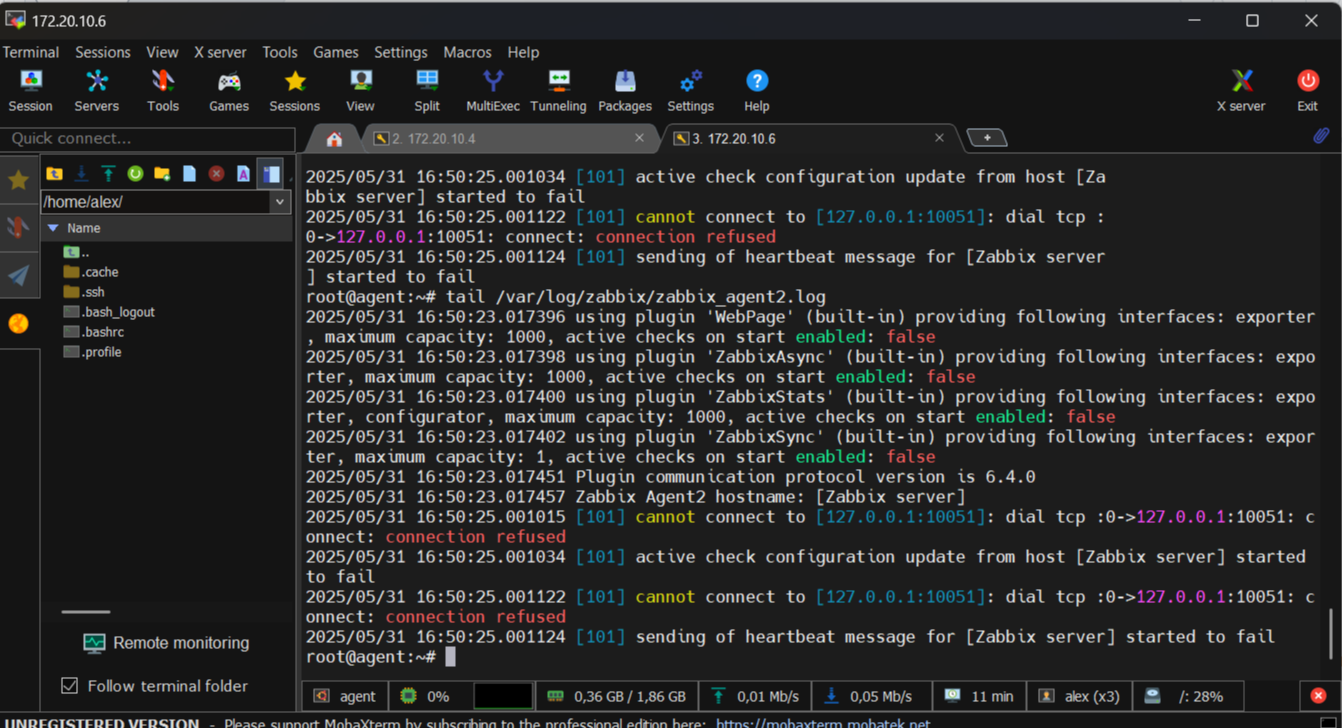 172.20.10.6
Terminal Sessions View X server Tools Games Settings Macros Help
Session Servers Tools Games Sessions View Split MultiExec Tunneling Packages Settings Help X server Exit
Quick connect...
2. 172.20.10.4
3. 172.20.10.6
/home/alex/
Name
..
.cache
.ssh
.bash_logout
.bashrc
.profile
Remote monitoring
Follow terminal folder
2025/05/31 16:50:25.001034 [101] active check configuration update from host [Za
bbix server] started to fail
2025/05/31 16:50:25.001122 [101] cannot connect to [127.0.0.1:10051]: dial tcp :
0->127.0.0.1:10051: connect: connection refused
2025/05/31 16:50:25.001124 [101] sending of heartbeat message for [Zabbix server
] started to fail
root@agent:~# tail /var/log/zabbix/zabbix_agent2.log
2025/05/31 16:50:23.017396 using plugin 'WebPage' (built-in) providing following interfaces: exporter
, maximum capacity: 1000, active checks on start enabled: false
2025/05/31 16:50:23.017398 using plugin 'ZabbixAsync' (built-in) providing following interfaces: expo
rter, maximum capacity: 1000, active checks on start enabled: false
2025/05/31 16:50:23.017400 using plugin 'ZabbixStats' (built-in) providing following interfaces: expo
rter, configurator, maximum capacity: 1000, active checks on start enabled: false
2025/05/31 16:50:23.017402 using plugin 'ZabbixSync' (built-in) providing following interfaces: expor
ter, maximum capacity: 1, active checks on start enabled: false
2025/05/31 16:50:23.017451 Plugin communication protocol version is 6.4.0
2025/05/31 16:50:23.017457 Zabbix Agent2 hostname: [Zabbix server]
2025/05/31 16:50:25.001015 [101] cannot connect to [127.0.0.1:10051]: dial tcp :0->127.0.0.1:10051: c
onnect: connection refused
2025/05/31 16:50:25.001034 [101] active check configuration update from host [Zabbix server] started
to fail
2025/05/31 16:50:25.001122 [101] cannot connect to [127.0.0.1:10051]: dial tcp :0->127.0.0.1:10051: c
onnect: connection refused
2025/05/31 16:50:25.001124 [101] sending of heartbeat message for [Zabbix server] started to fail
root@agent:~#
agent 0% 0,36 GB / 1,86 GB 0,01 Mb/s 0,05 Mb/s 11 min alex (x3) /: 28%
UNREGISTERED VERSION - Please support MobaXterm by subscribing to the professional edition here: https://mobaxterm.mobatek.net